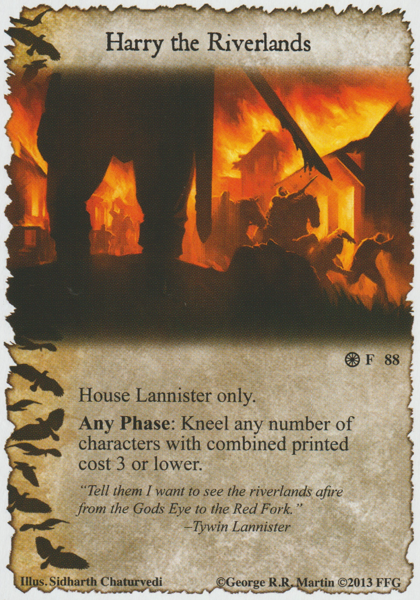 Harry the Riverlands
F 88
House Lannister only.
Any Phase: Kneel any number of
characters with combined printed
cost 3 or lower.
“Tell them I want to see the riverlands afire
from the Gods Eye to the Red Fork.”
–Tywin Lannister
Illus. Sidharth Chaturvedi ©George R.R. Martin ©2013 FFG